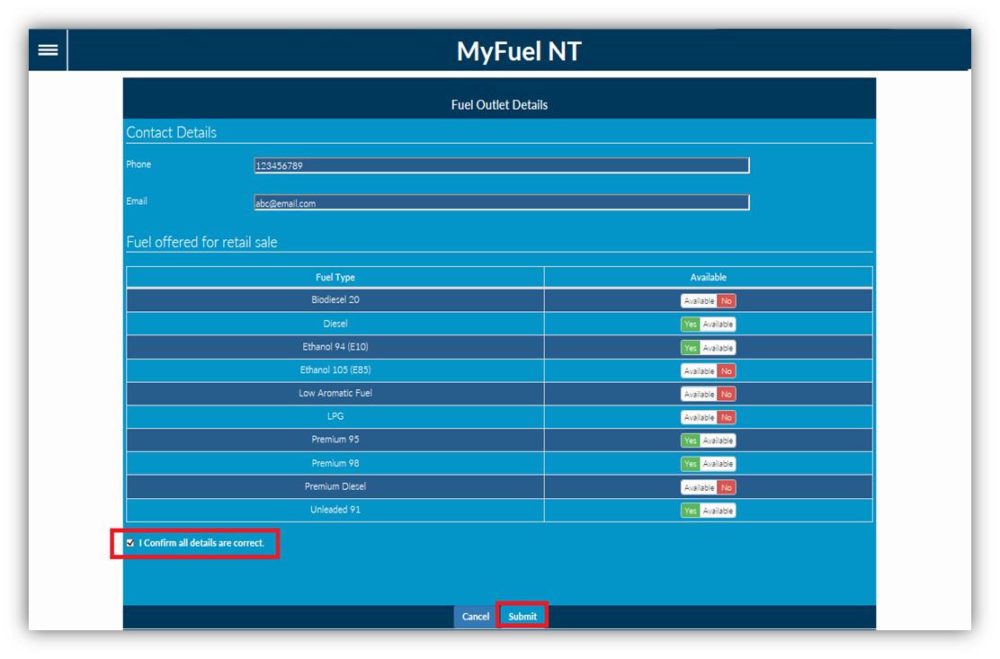 MyFuel NT
Fuel Outlet Details
Contact Details
Phone 123456789
Email abc@email.com
Fuel offered for retail sale
Fuel Type Available
Biodiesel 20 Available No
Diesel Yes Available
Ethanol 94 (E10) Yes Available
Ethanol 105 (E85) Available No
Low Aromatic Fuel Available No
LPG Available No
Premium 95 Yes Available
Premium 98 Yes Available
Premium Diesel Available No
Unleaded 91 Yes Available
I Confirm all details are correct.
Cancel Submit